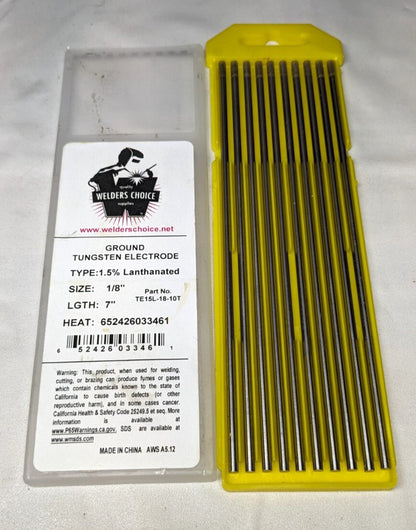 quality
WELDERS CHOICE
supplies
www.welderschoice.net
GROUND
TUNGSTEN ELECTRODE
TYPE:1.5% Lanthanated
SIZE: 1/8"
Part No.
TE15L-18-10T
LGTH: 7"
HEAT: 652426033461
6 52426 03346 1
Warning: This product, when used for welding,
cutting, or brazing can produce fumes or gases
which contain chemicals known to the state of
California to cause birth defects (or other
reproductive harm), and in some cases cancer.
California Health & Safety Code 25249.5 et seq. More
information is available at
www.P65Warnings.ca.gov, SDS are available at
www.wmsds.com
MADE IN CHINA AWS A5.12